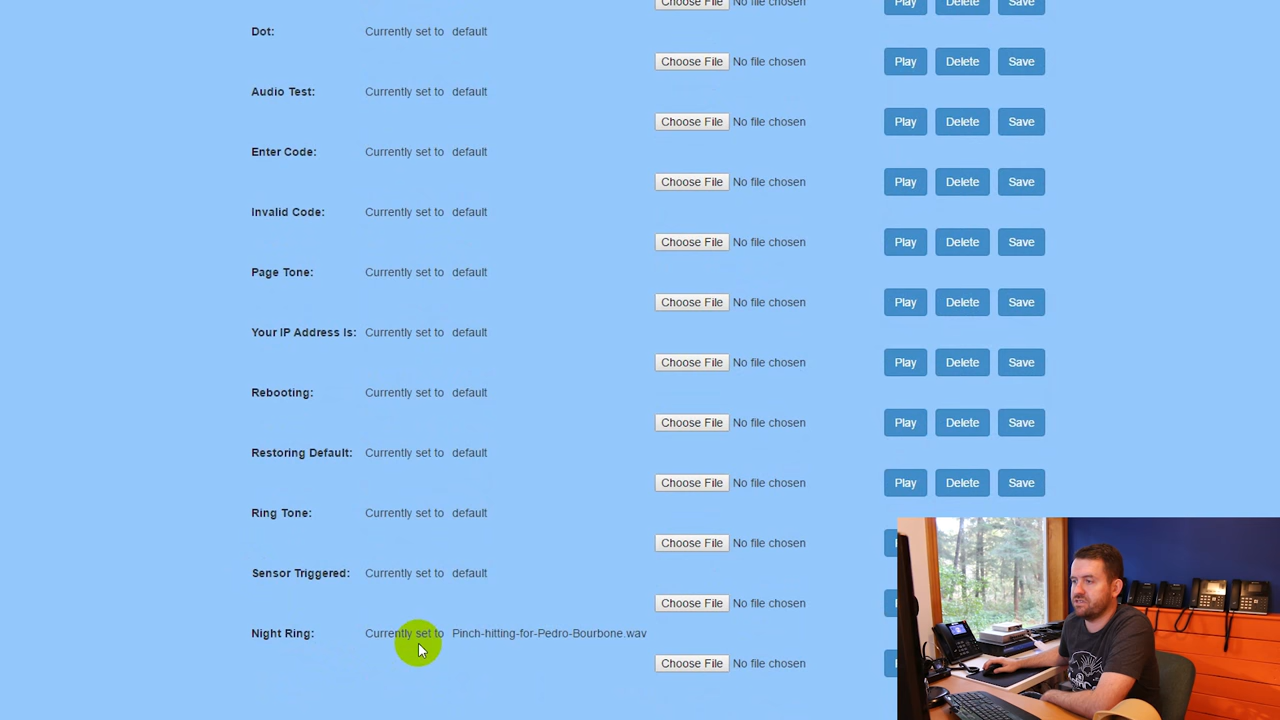 Choose File No file chosen Play Delete Save
Dot: Currently set to default
Choose File No file chosen Play Delete Save
Audio Test: Currently set to default
Choose File No file chosen Play Delete Save
Enter Code: Currently set to default
Choose File No file chosen Play Delete Save
Invalid Code: Currently set to default
Choose File No file chosen Play Delete Save
Page Tone: Currently set to default
Choose File No file chosen Play Delete Save
Your IP Address Is: Currently set to default
Choose File No file chosen Play Delete Save
Rebooting: Currently set to default
Choose File No file chosen Play Delete Save
Restoring Default: Currently set to default
Choose File No file chosen Play Delete Save
Ring Tone: Currently set to default
Choose File No file chosen
Sensor Triggered: Currently set to default
Choose File No file chosen
Night Ring: Currently set to Pinch-hitting-for-Pedro-Bourbone.wav
Choose File No file chosen